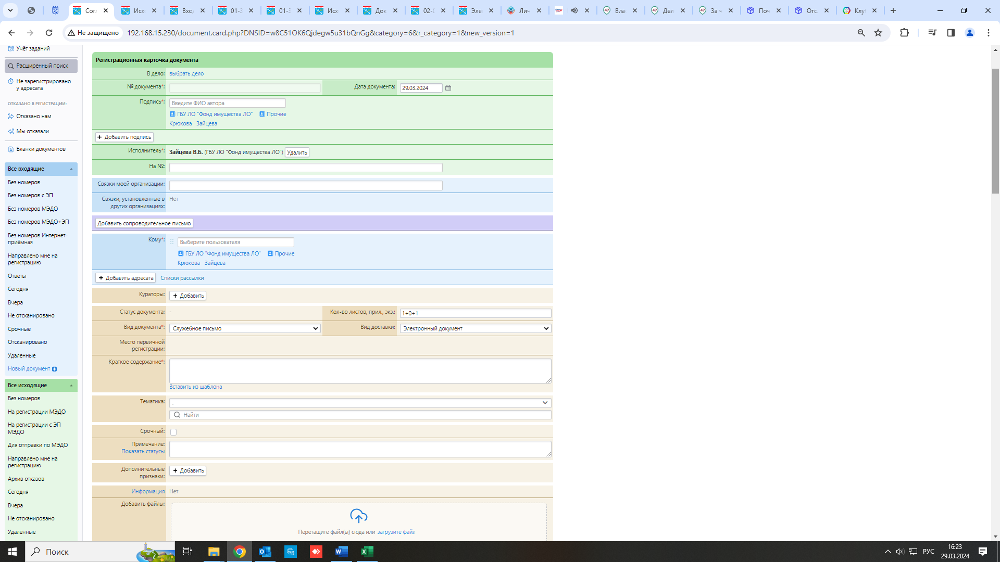 Согл
Исхо
Вход
01-З
01-З
Исхо
Док
02-0
Эле
Лич
Влас
Дел
За ч
Поч
Отс.
Клу
Не защищено
192.168.15.230/document.card.php?DNSID=w8C51OK6Qjdegw5u31bQnGg&category=6&r_category=1&new_version=1
Учёт заданий
Расширенный поиск
Не зарегистрировано
у адресата
ОТКАЗАНО В РЕГИСТРАЦИИ:
Отказано нам
Мы отказали
Бланки документов
Все входящие
Без номеров
Без номеров с ЭП
Без номеров МЭДО
Без номеров МЭДО+ЭП
Без номеров Интернет-
приёмная
Направлено мне на
регистрацию
Ответы
Сегодня
Вчера
Не отсканировано
Срочные
Отсканировано
Удаленные
Новый документ
Все исходящие
Без номеров
На регистрации МЭДО
На регистрации с ЭП
МЭДО
Для отправки по МЭДО
Направлено мне на
регистрацию
Архив отказов
Сегодня
Вчера
Не отсканировано
Удаленные
Регистрационная карточка документа
В дело: выбрать дело
№ документа*:
Дата документа: 29.03.2024
Подпись*: Введите ФИО автора
ГБУ ЛО "Фонд имущества ЛО" Прочие
Крюкова Зайцева
+ Добавить подпись
Исполнитель*: Зайцева В.Б. (ГБУ ЛО "Фонд имущества ЛО") Удалить
На №:
Связки моей организации:
Связки, установленные в
других организациях: Нет
Добавить сопроводительное письмо
Кому*: Выберите пользователя
ГБУ ЛО "Фонд имущества ЛО" Прочие
Крюкова Зайцева
+ Добавить адресата Списки рассылки
Кураторы: + Добавить
Статус документа: - Кол-во листов, прил., экз.: 1+0+1
Вид документа*: Служебное письмо Вид доставки: Электронный документ
Место первичной
регистрации:
Краткое содержание*:
Вставить из шаблона
Тематика: -
Найти
Срочный:
Примечание:
Показать статусы
Дополнительные
признаки: + Добавить
Информация Нет
Добавить файлы:
Перетащите файл(ы) сюда или загрузите файл
Поиск
РУС
16:23
29.03.2024